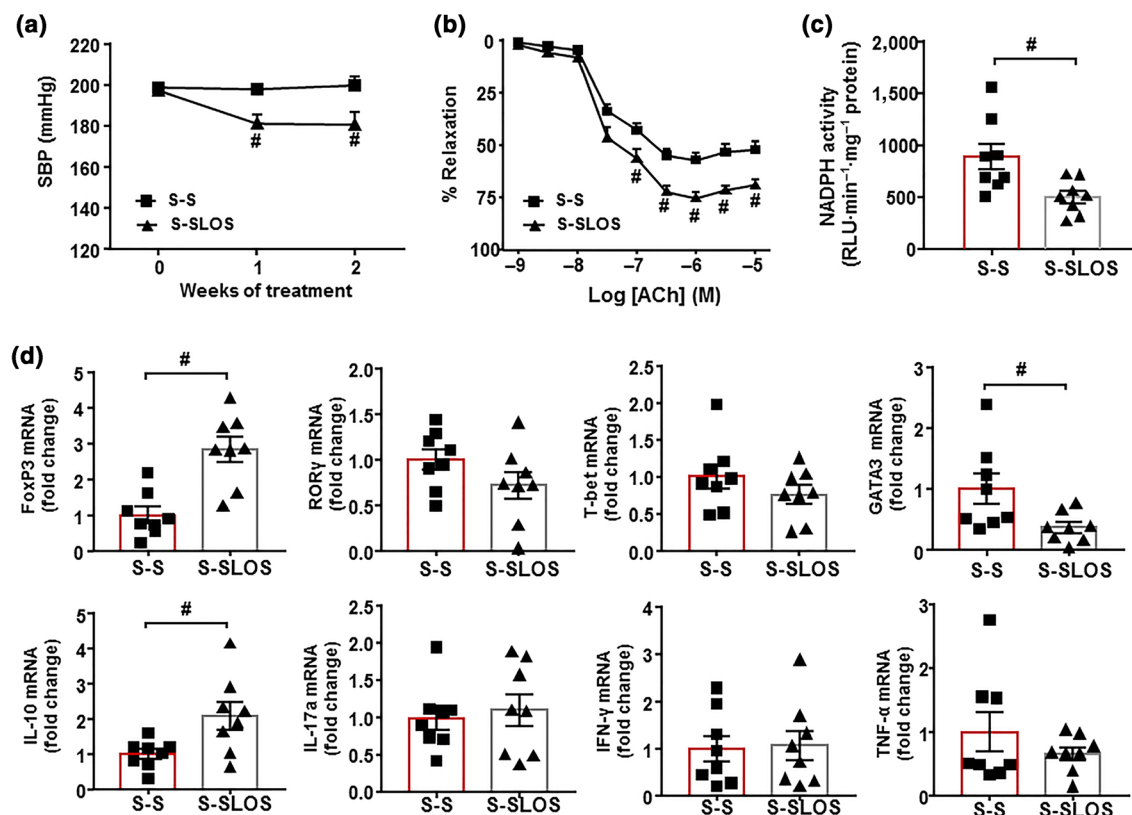 (a)
SBP (mmHg)
220
200
180
160
140
120
#
#
S-S
S-SLOS
0
1
2
Weeks of treatment
(b)
% Relaxation
0
25
50
75
100
#
#
#
#
#
S-S
S-SLOS
–9
–8
–7
–6
–5
Log [ACh] (M)
(c)
NADPH activity
(RLU·min⁻¹·mg⁻¹ protein)
2,000
1,500
1000
500
0
#
S-S
S-SLOS
(d)
FoxP3 mRNA
(fold change)
5
4
3
2
1
0
#
S-S
S-SLOS
RORγ mRNA
(fold change)
2.0
1.5
1.0
0.5
0.0
S-S
S-SLOS
T-bet mRNA
(fold change)
2.5
2.0
1.5
1.0
0.5
0.0
S-S
S-SLOS
GATA3 mRNA
(fold change)
3
2
1
0
#
S-S
S-SLOS
IL-10 mRNA
(fold change)
5
4
3
2
1
0
#
S-S
S-SLOS
IL-17a mRNA
(fold change)
2.5
2.0
1.5
1.0
0.5
0.0
S-S
S-SLOS
IFN-γ mRNA
(fold change)
4
3
2
1
0
S-S
S-SLOS
TNF-α mRNA
(fold change)
3
2
1
0
S-S
S-SLOS